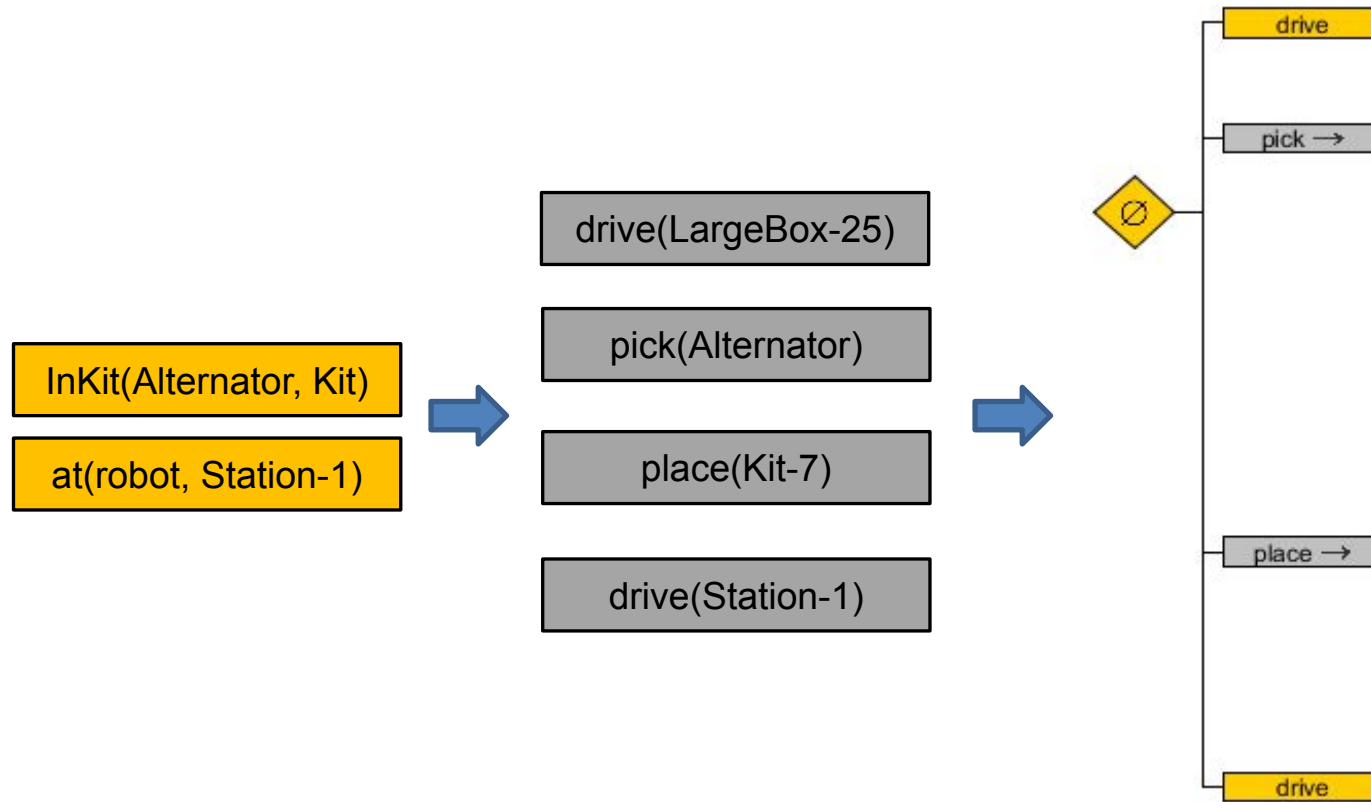 InKit(Alternator, Kit)
at(robot, Station-1)
drive(LargeBox-25)
pick(Alternator)
place(Kit-7)
drive(Station-1)
∅
drive
pick →
place →
drive